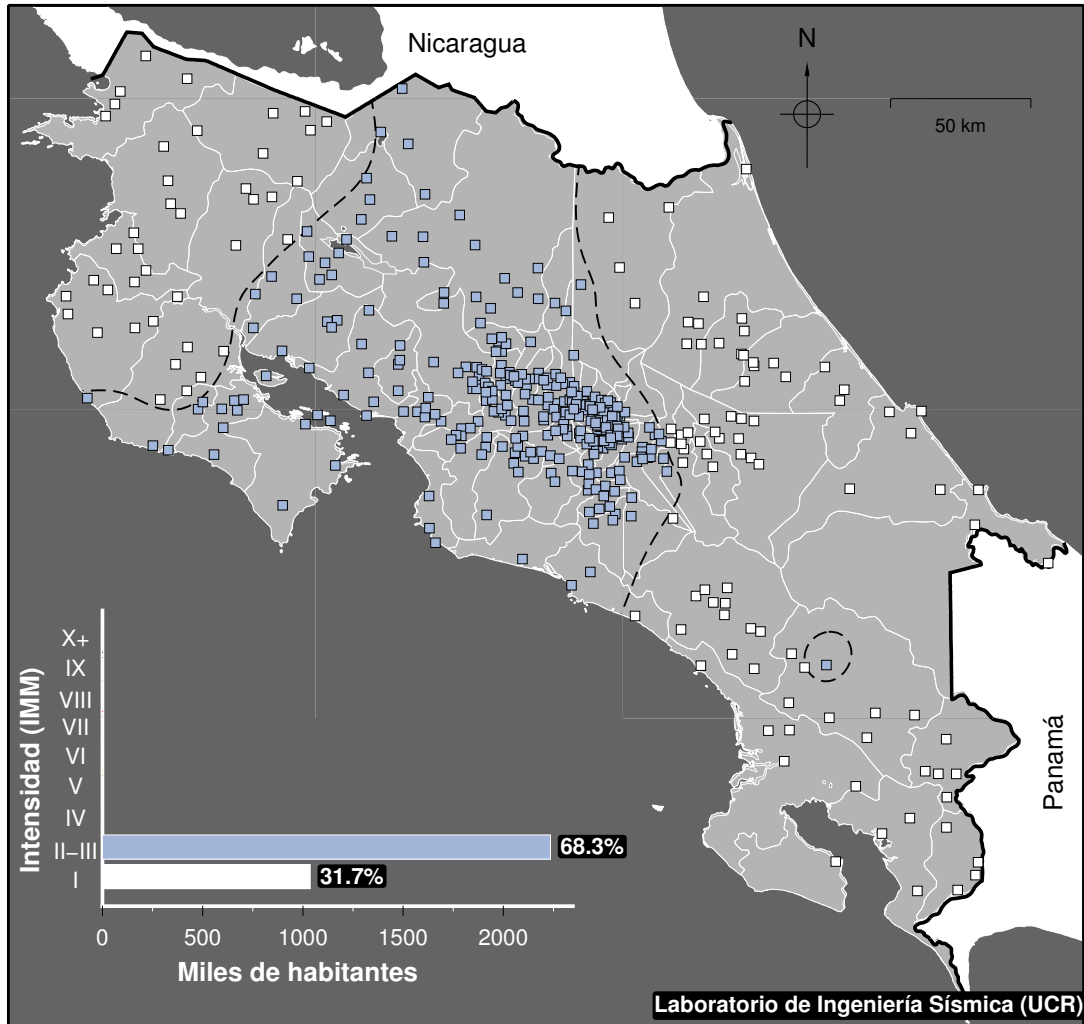 Nicaragua
N
50 km
Panamá
Intensidad (IMM)
X+
IX
VIII
VII
VI
V
IV
II–III
I
68.3%
31.7%
0 500 1000 1500 2000
Miles de habitantes
Laboratorio de Ingeniería Sísmica (UCR)